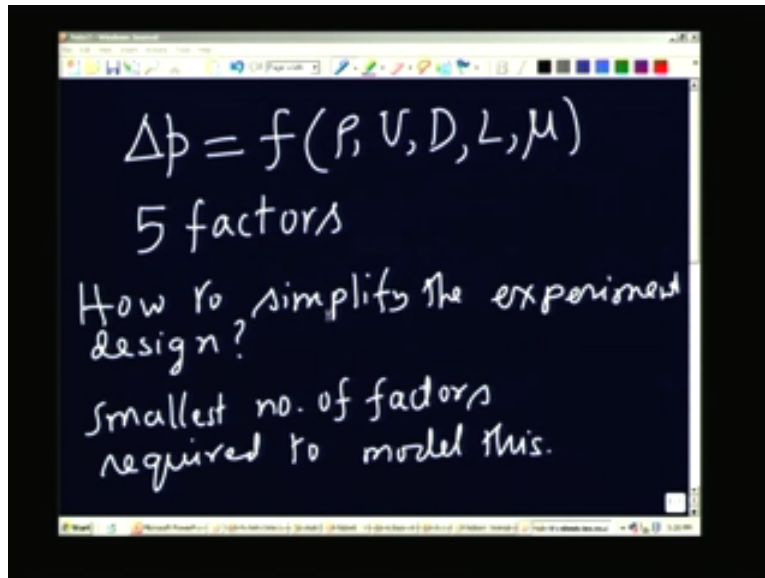 Δp = f(ρ, V, D, L, μ)
5 factors
How to simplify the experiment
design?
Smallest no. of factors
required to model this.